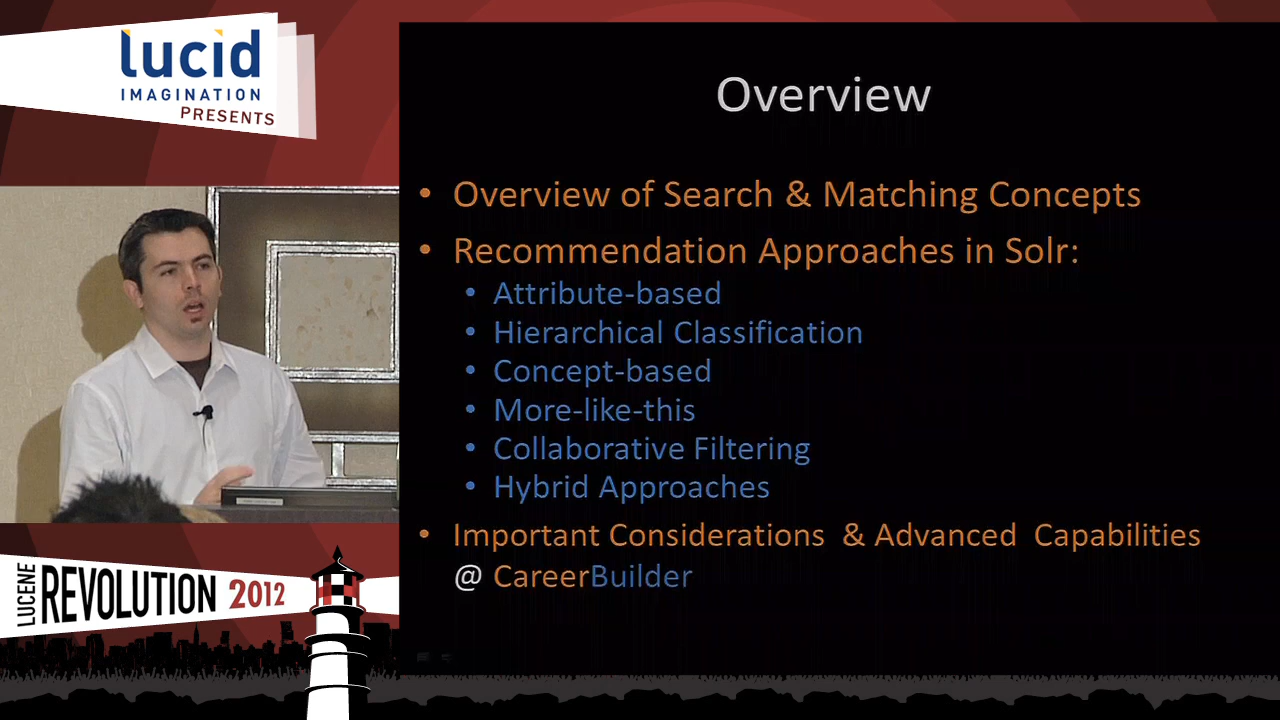 lucid
IMAGINATION
PRESENTS
Overview
• Overview of Search & Matching Concepts
• Recommendation Approaches in Solr:
• Attribute-based
• Hierarchical Classification
• Concept-based
• More-like-this
• Collaborative Filtering
• Hybrid Approaches
• Important Considerations & Advanced Capabilities
@ CareerBuilder
LUCENE
REVOLUTION 2012